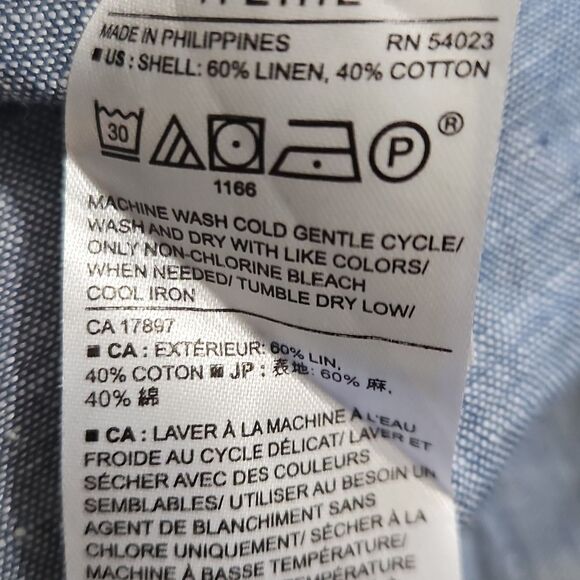 MADE IN PHILIPPINES RN 54023
■ US : SHELL: 60% LINEN, 40% COTTON
30 P ®
1166
MACHINE WASH COLD GENTLE CYCLE/
WASH AND DRY WITH LIKE COLORS/
ONLY NON-CHLORINE BLEACH
WHEN NEEDED/ TUMBLE DRY LOW/
COOL IRON
CA 17897
■ CA : EXTÉRIEUR: 60% LIN,
40% COTON ■ JP : 表地: 60% 麻,
40% 綿
■ CA : LAVER À LA MACHINE À L'EAU
FROIDE AU CYCLE DÉLICAT/ LAVER ET
SÉCHER AVEC DES COULEURS
SEMBLABLES/ UTILISER AU BESOIN UN
AGENT DE BLANCHIMENT SANS
CHLORE UNIQUEMENT/ SÉCHER À LA
MACHINE À BASSE TEMPÉRATURE/